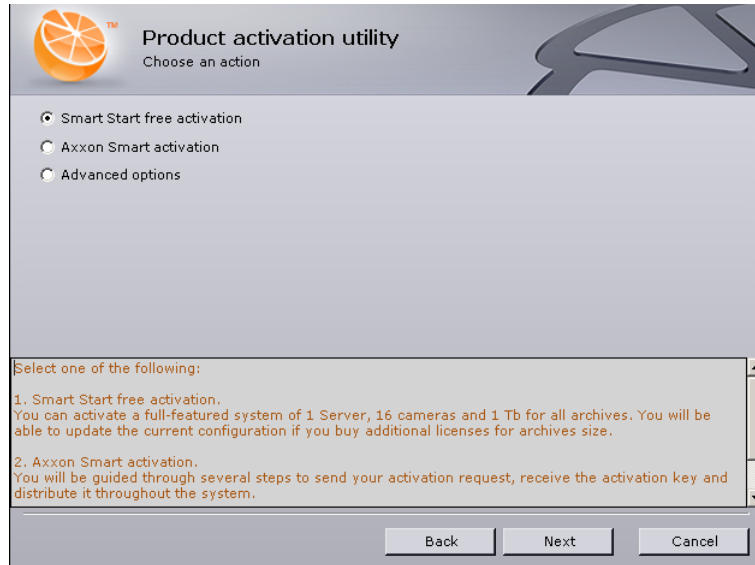 TM
Product activation utility
Choose an action
Smart Start free activation
Axxon Smart activation
Advanced options
Select one of the following:
1. Smart Start free activation.
You can activate a full-featured system of 1 Server, 16 cameras and 1 Tb for all archives. You will be
able to update the current configuration if you buy additional licenses for archives size.
2. Axxon Smart activation.
You will be guided through several steps to send your activation request, receive the activation key and
distribute it throughout the system.
Back
Next
Cancel